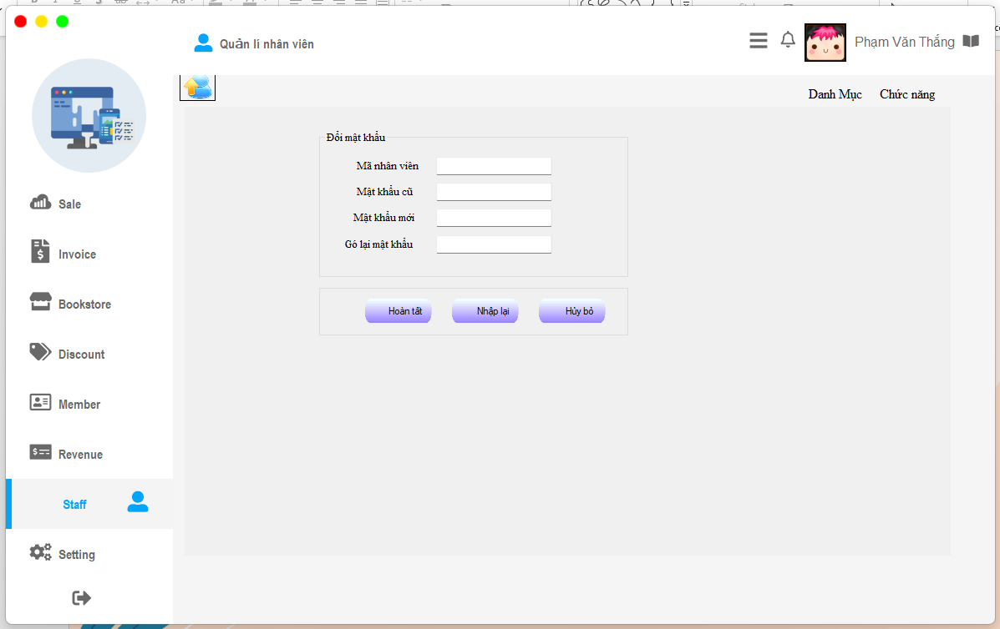 Quản lí nhân viên
Phạm Văn Thắng
Danh Mục Chức năng
Đổi mật khẩu
Mã nhân viên
Mật khẩu cũ
Mật khẩu mới
Gõ lại mật khẩu
Hoàn tất Nhập lại Hủy bỏ
Sale
Invoice
Bookstore
Discount
Member
Revenue
Staff
Setting